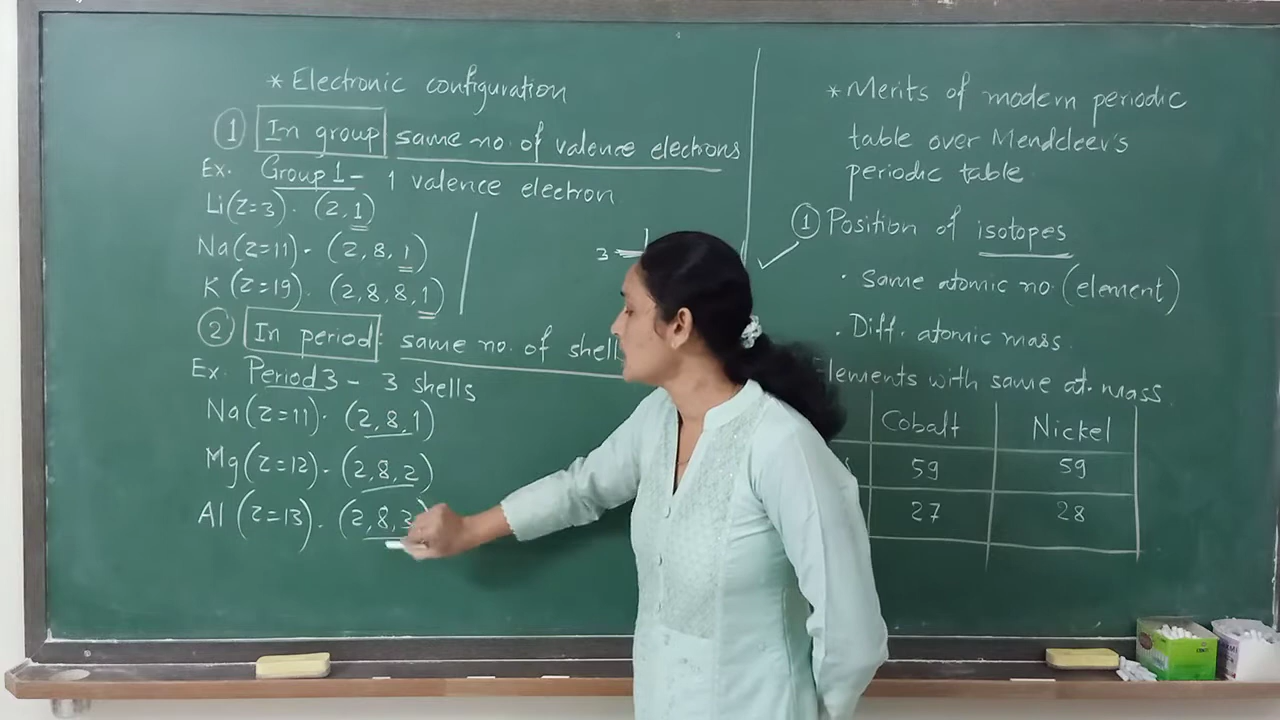 * Electronic configuration
① In group same no. of valence electrons
Ex. Group 1 - 1 valence electron
Li (Z=3). (2,1)
Na (Z=11). (2,8,1)
K (Z=19). (2,8,8,1)
② In period: same no. of shell
Ex. Period 3 - 3 shells
Na (Z=11). (2,8,1)
Mg (Z=12). (2,8,2)
Al (Z=13). (2,8,3)
3
* Merits of modern periodic
table over Mendeleev's
periodic table.
① Position of isotopes
. Same atomic no. (element)
. Diff. atomic mass.
Elements with same at. mass
Cobalt Nickel
59 59
27 28